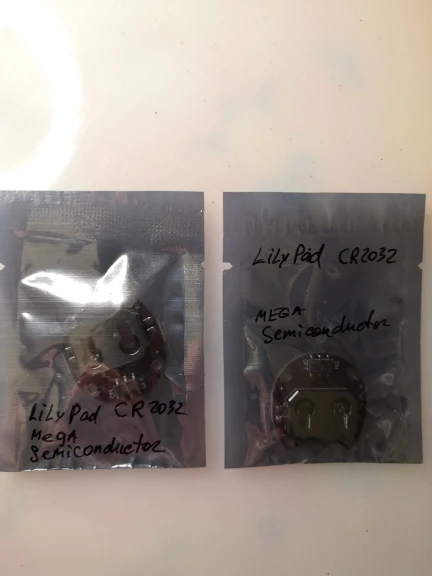 LiLyPad CR2032
MegA
Semiconductor
LiLyPad CR2032
MEGA
Semiconductor